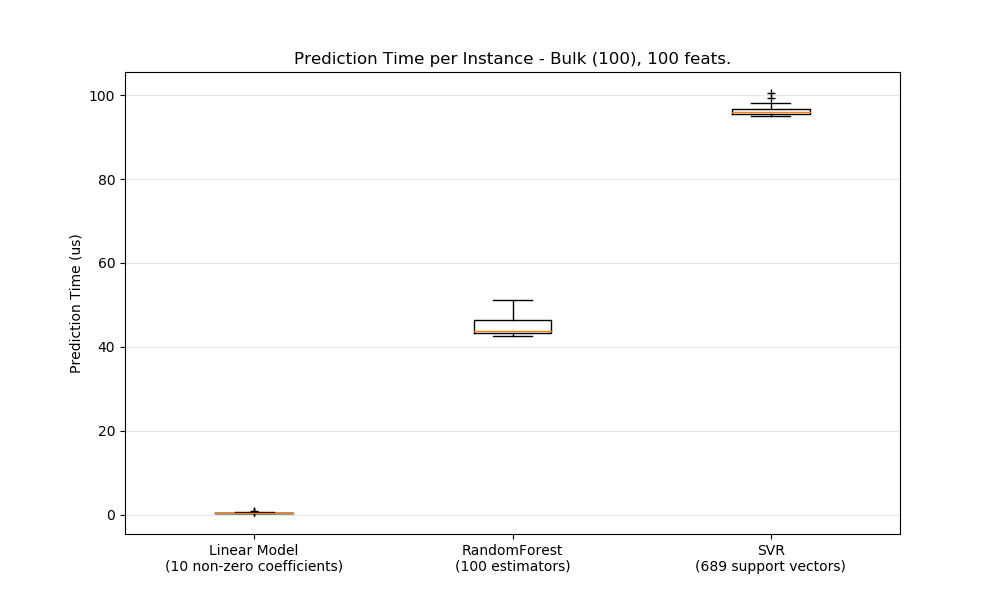 Prediction Time per Instance - Bulk (100), 100 feats.
Prediction Time (us)
100
80
60
40
20
0
Linear Model
(10 non-zero coefficients)
RandomForest
(100 estimators)
SVR
(689 support vectors)